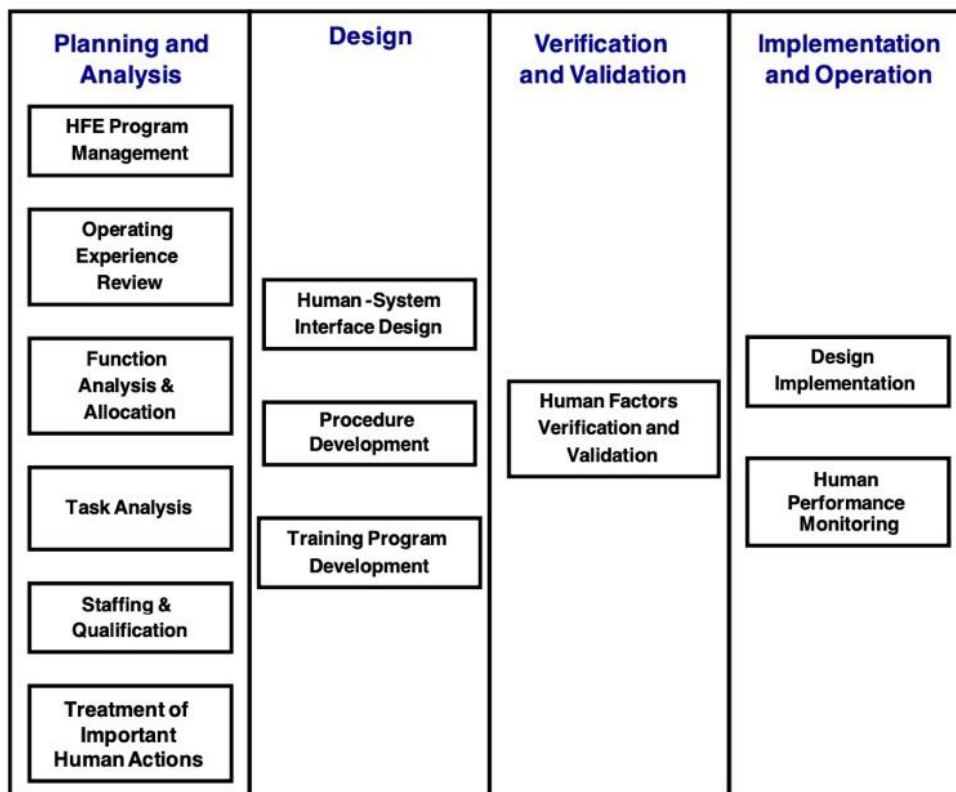 Planning and
Analysis
HFE Program
Management
Operating
Experience
Review
Function
Analysis &
Allocation
Task Analysis
Staffing &
Qualification
Treatment of
Important
Human Actions
Design
Human -System
Interface Design
Procedure
Development
Training Program
Development
Verification
and Validation
Human Factors
Verification and
Validation
Implementation
and Operation
Design
Implementation
Human
Performance
Monitoring